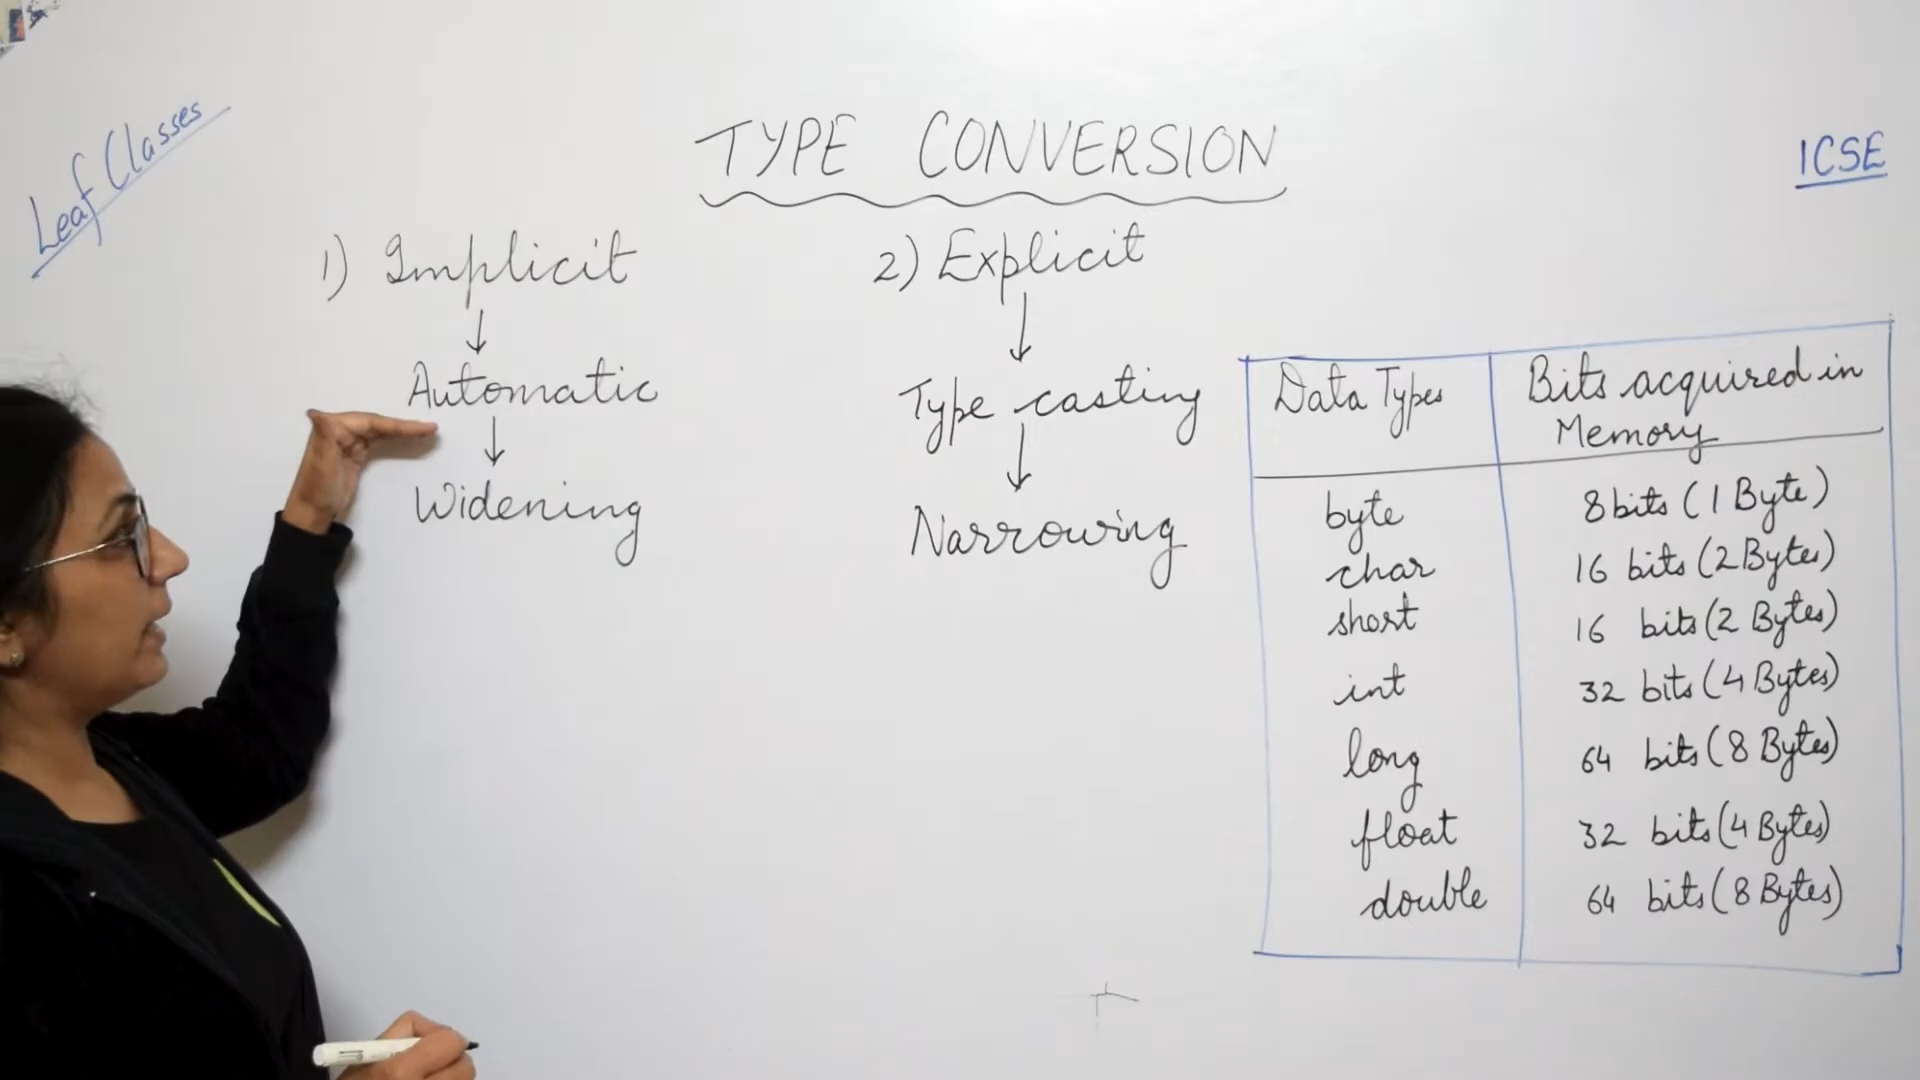 Leaf Classes
TYPE CONVERSION
ICSE
1) Implicit
Automatic
Widening
2) Explicit
Type casting
Narrowing
Data Types Bits acquired in Memory
byte 8 bits (1 Byte)
char 16 bits (2 Bytes)
short 16 bits (2 Bytes)
int 32 bits (4 Bytes)
long 64 bits (8 Bytes)
float 32 bits (4 Bytes)
double 64 bits (8 Bytes)